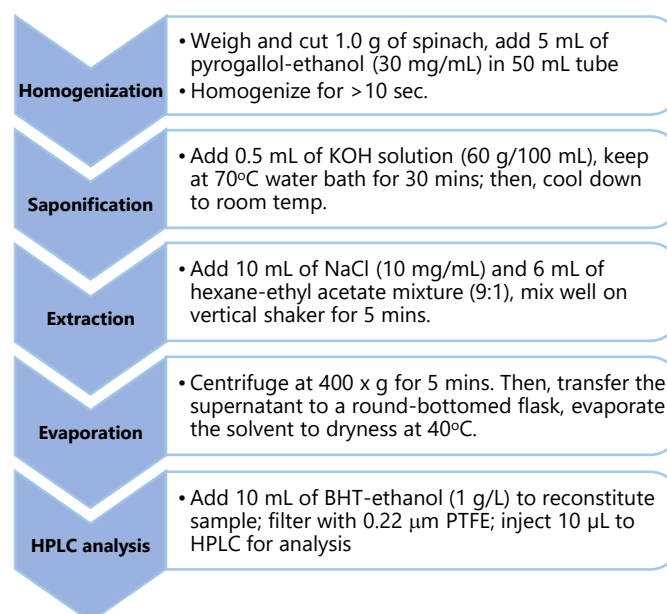 Homogenization
• Weigh and cut 1.0 g of spinach, add 5 mL of
pyrogallol-ethanol (30 mg/mL) in 50 mL tube
• Homogenize for >10 sec.
Saponification
• Add 0.5 mL of KOH solution (60 g/100 mL), keep
at 70°C water bath for 30 mins; then, cool down
to room temp.
Extraction
• Add 10 mL of NaCl (10 mg/mL) and 6 mL of
hexane-ethyl acetate mixture (9:1), mix well on
vertical shaker for 5 mins.
Evaporation
• Centrifuge at 400 x g for 5 mins. Then, transfer the
supernatant to a round-bottomed flask, evaporate
the solvent to dryness at 40°C.
HPLC analysis
• Add 10 mL of BHT-ethanol (1 g/L) to reconstitute
sample; filter with 0.22 μm PTFE; inject 10 µL to
HPLC for analysis